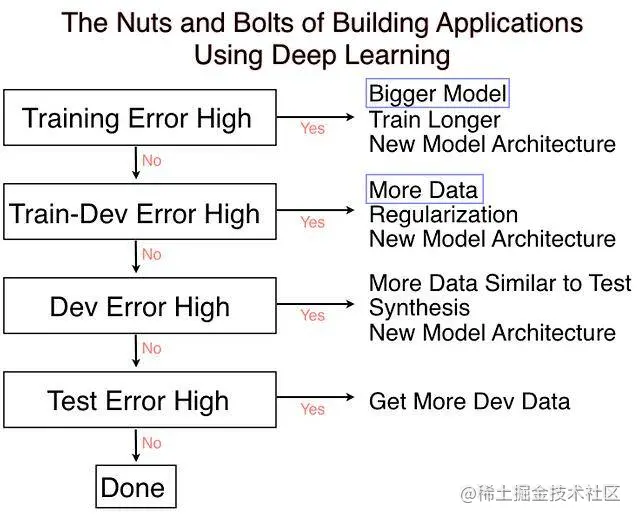 The Nuts and Bolts of Building Applications
Using Deep Learning
Training Error High
Yes
Bigger Model
Train Longer
New Model Architecture
No
Train-Dev Error High
Yes
More Data
Regularization
New Model Architecture
No
Dev Error High
Yes
More Data Similar to Test
Synthesis
New Model Architecture
No
Test Error High
Yes
Get More Dev Data
No
Done
@稀土掘金技术社区